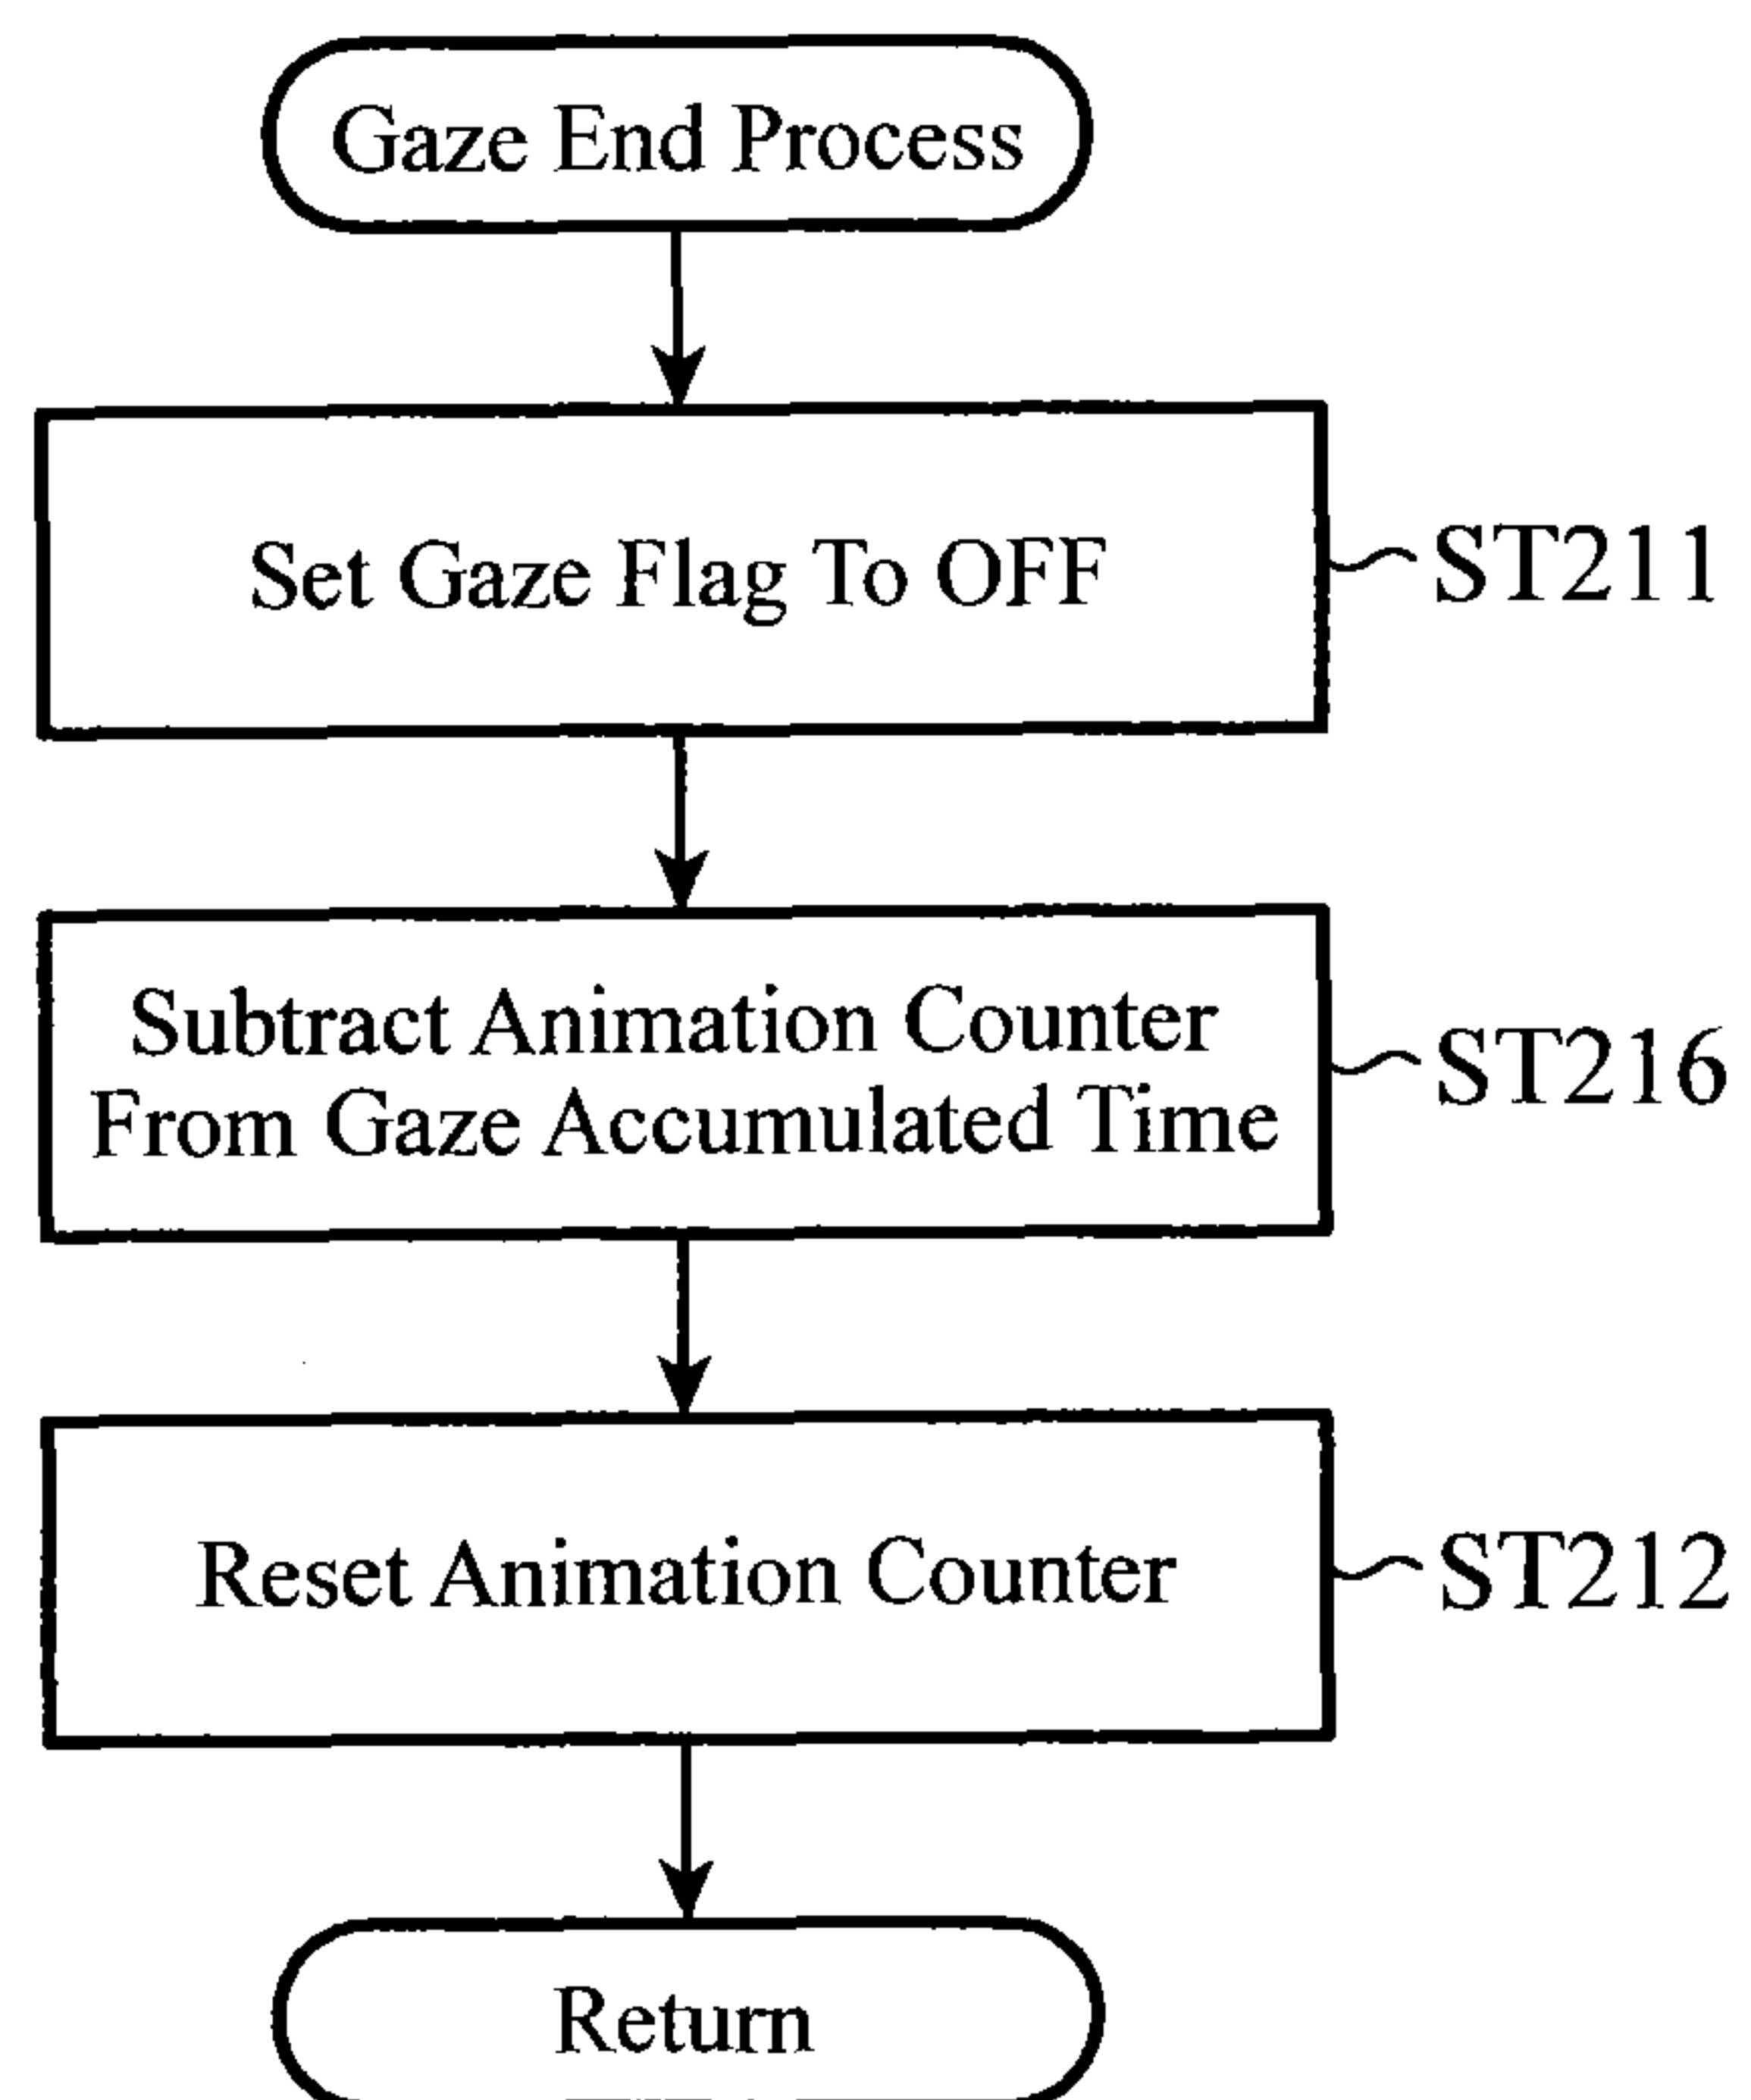 Gaze End Process
Set Gaze Flag To OFF
ST211
Subtract Animation Counter
From Gaze Accumulated Time
ST216
Reset Animation Counter
ST212
Return